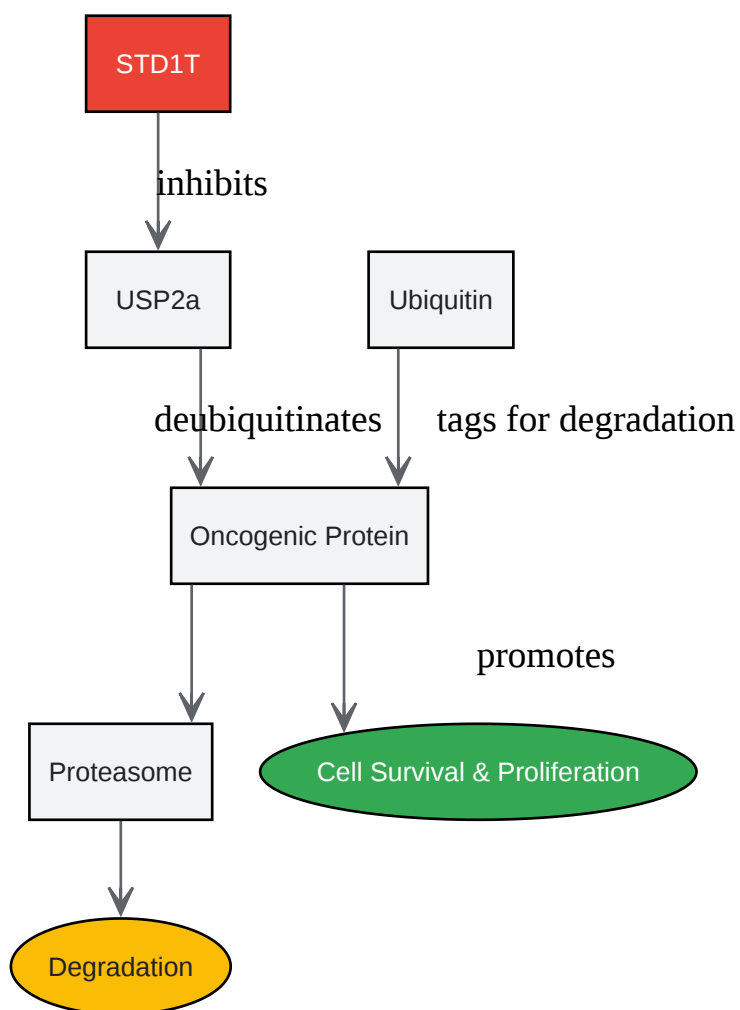 STD1T
inhibits
USP2a
Ubiquitin
deubiquitinates
tags for degradation
Oncogenic Protein
promotes
Proteasome
Cell Survival & Proliferation
Degradation